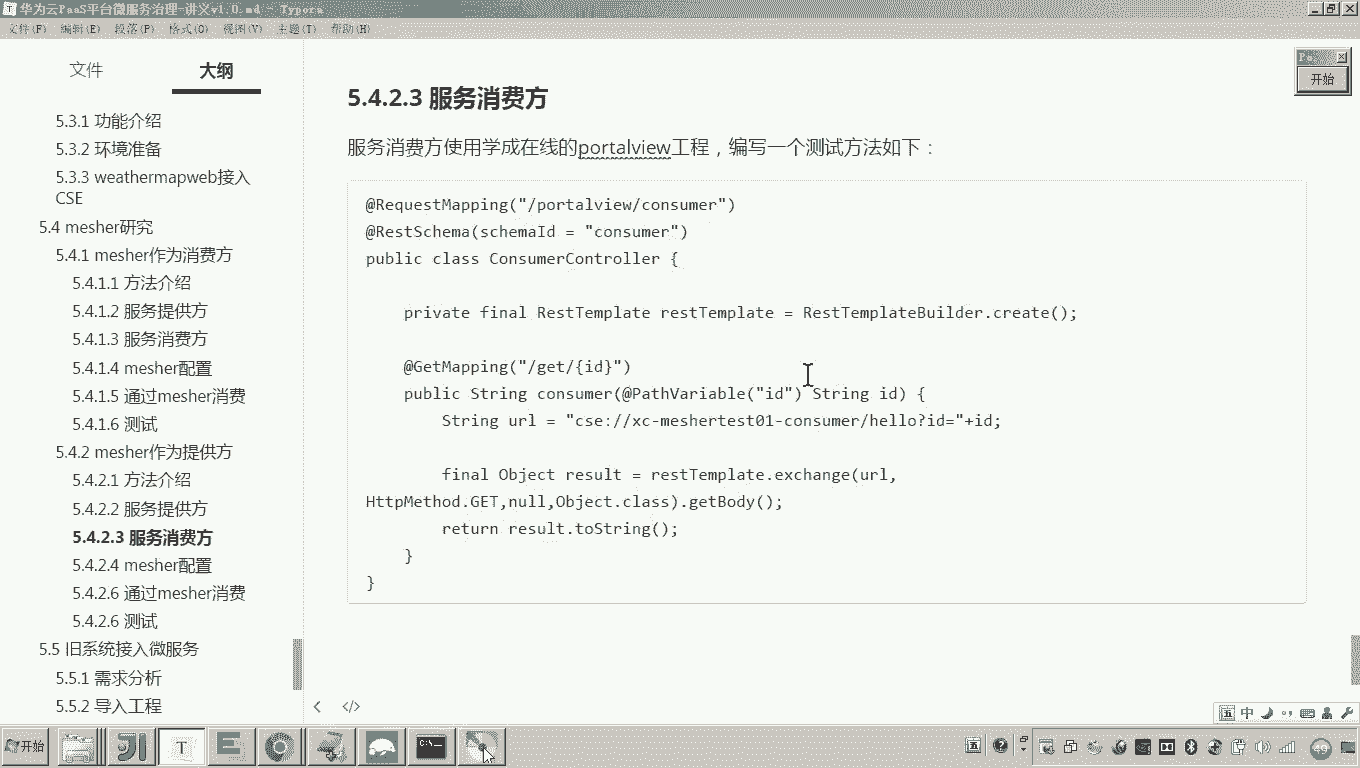 华为云PaaS平台微服务治理-讲义v1.0.md - Typora
文件(F) 编辑(E) 段落(P) 格式(O) 视图(V) 主题(T) 帮助(H)
文件 大纲
5.3.1 功能介绍
5.3.2 环境准备
5.3.3 weathermapweb接入
CSE
5.4 mesher研究
5.4.1 mesher作为消费方
5.4.1.1 方法介绍
5.4.1.2 服务提供方
5.4.1.3 服务消费方
5.4.1.4 mesher配置
5.4.1.5 通过mesher消费
5.4.1.6 测试
5.4.2 mesher作为提供方
5.4.2.1 方法介绍
5.4.2.2 服务提供方
5.4.2.3 服务消费方
5.4.2.4 mesher配置
5.4.2.6 通过mesher消费
5.4.2.6 测试
5.5 旧系统接入微服务
5.5.1 需求分析
5.5.2 导入工程
5.4.2.3 服务消费方
服务消费方使用学成在线的portalview工程，编写一个测试方法如下：
@RequestMapping("/portalview/consumer")
@RestSchema(schemaId = "consumer")
public class ConsumerController {
private final RestTemplate restTemplate = RestTemplateBuilder.create();
@GetMapping("/get/{id}")
public String consumer(@PathVariable("id") String id) {
String url = "cse://xc-meshertest01-consumer/hello?id="+id;
final Object result = restTemplate.exchange(url,
HttpMethod.GET,null,Object.class).getBody();
return result.toString();
}
}
开始
五 中
开始
五
49